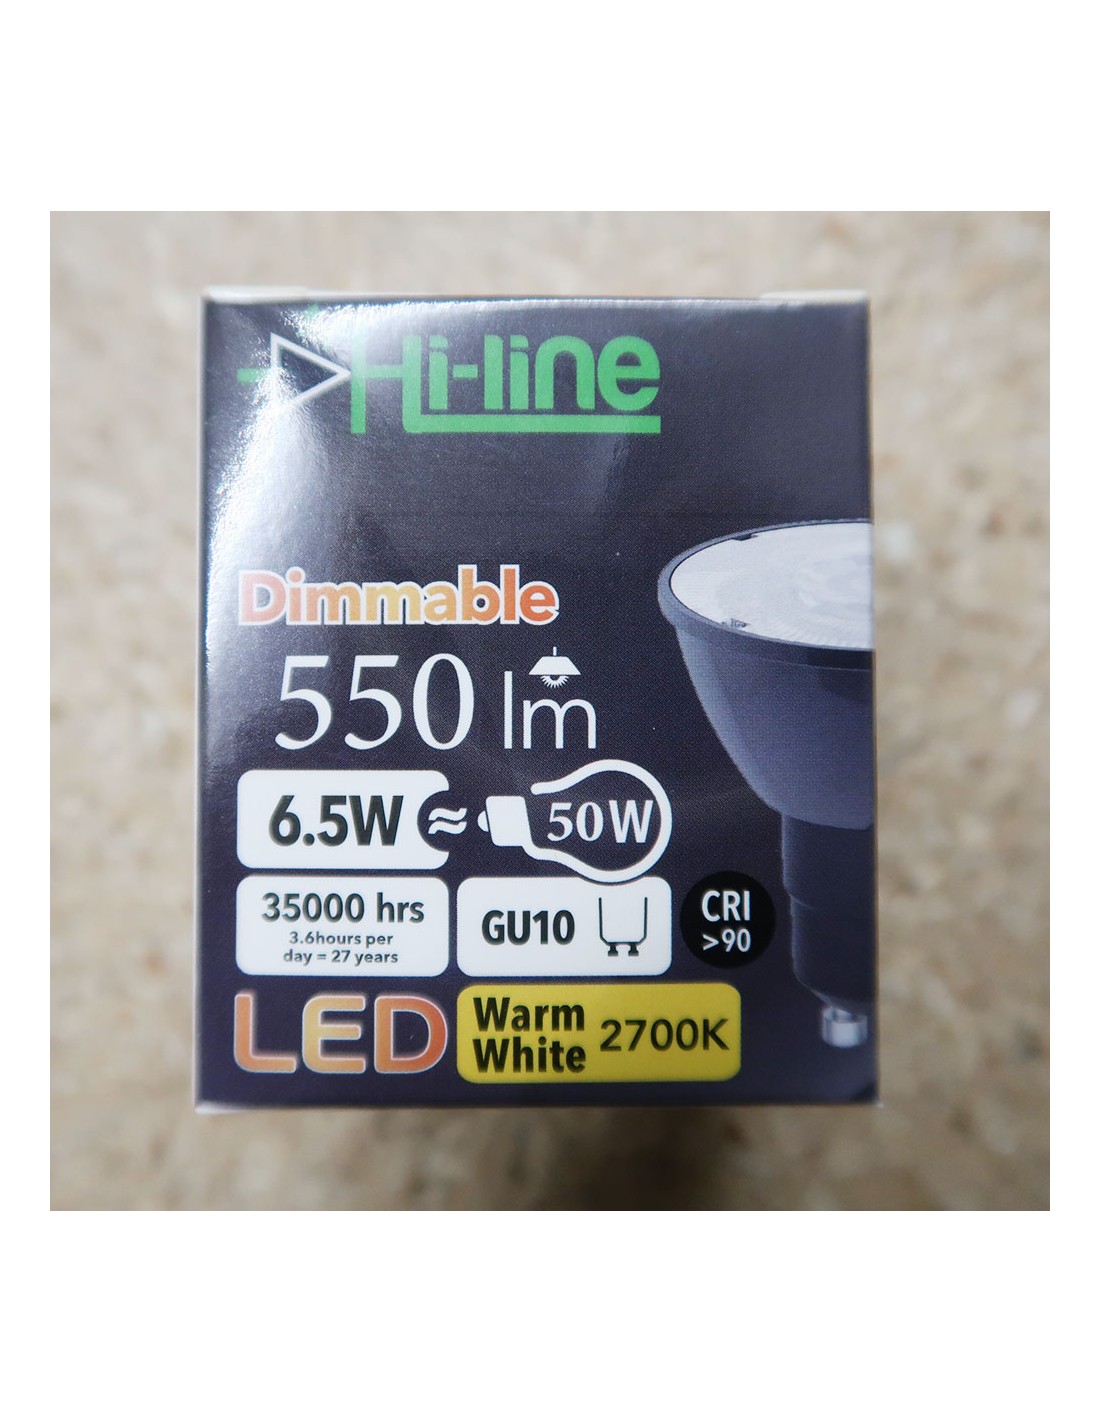 Hi-line
Dimmable
550 lm
6.5W ≈ 50W
35000 hrs
3.6hours per
day = 27 years
GU10
CRI
>90
LED
Warm
White
2700K